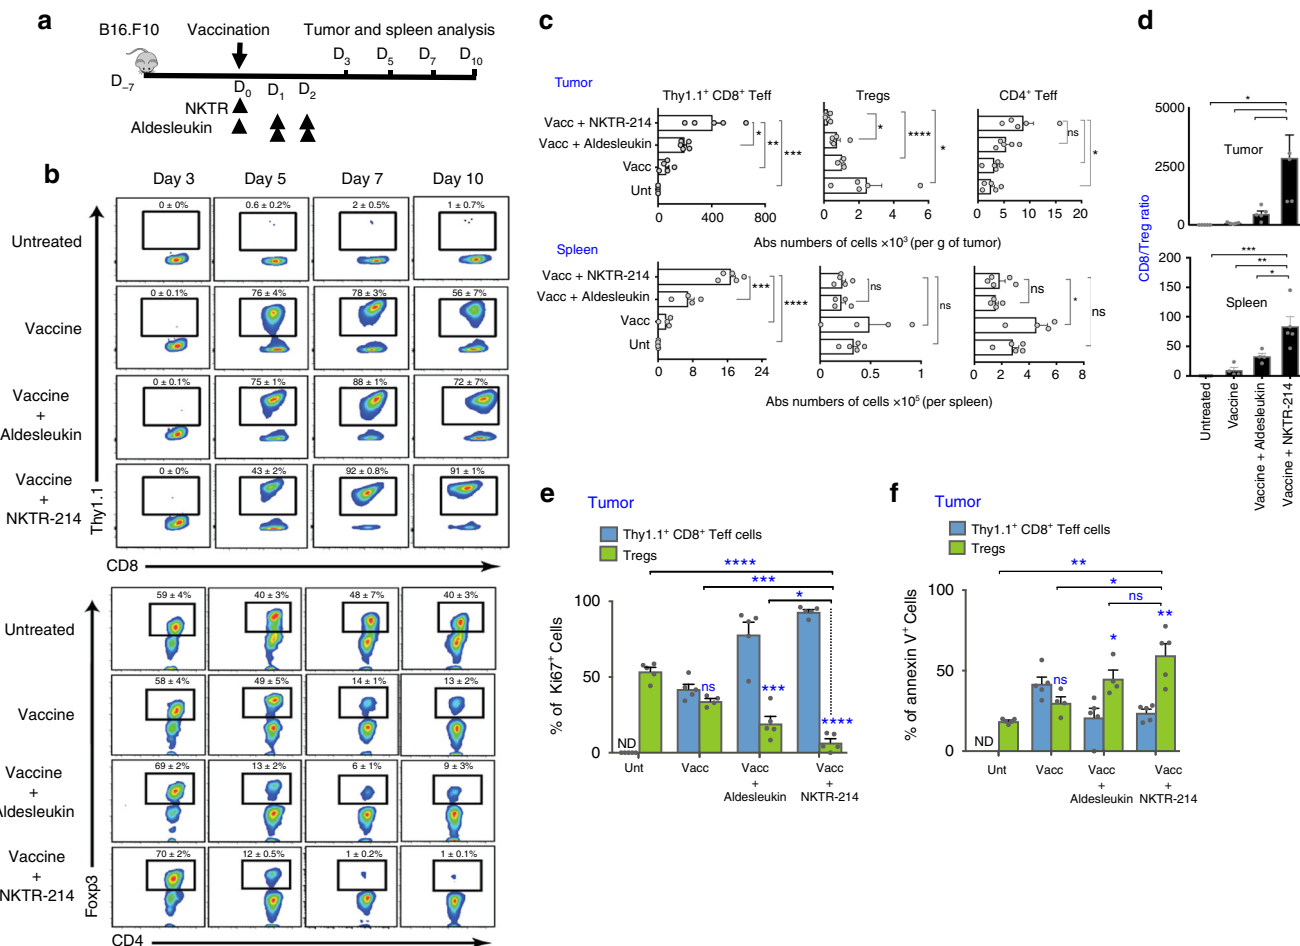 a
B16.F10
Vaccination
Tumor and spleen analysis
D3 D5 D7 D10
D–7
D0 D1 D2
NKTR
Aldesleukin
b
Day 3 Day 5 Day 7 Day 10
Untreated
0 ± 0% 0.6 ± 0.2% 2 ± 0.5% 1 ± 0.7%
Vaccine
0 ± 0.1% 76 ± 4% 78 ± 3% 56 ± 7%
Vaccine
+
Aldesleukin
0 ± 0.1% 75 ± 1% 88 ± 1% 72 ± 7%
Vaccine
+
NKTR-214
0 ± 0% 43 ± 2% 92 ± 0.8% 91 ± 1%
Thy1.1
CD8
Untreated
59 ± 4% 40 ± 3% 48 ± 7% 40 ± 3%
Vaccine
58 ± 4% 49 ± 5% 14 ± 1% 13 ± 2%
Vaccine
+
Aldesleukin
69 ± 2% 13 ± 2% 6 ± 1% 9 ± 3%
Vaccine
+
NKTR-214
70 ± 2% 12 ± 0.5% 1 ± 0.2% 1 ± 0.1%
Foxp3
CD4
c
Tumor
Thy1.1+ CD8+ Teff Tregs CD4+ Teff
Vacc + NKTR-214
Vacc + Aldesleukin
Vacc
Unt
* ** ***
* **** *
ns *
0 400 800
0 2 4 6
0 5 10 15 20
Abs numbers of cells ×10³ (per g of tumor)
Spleen
Vacc + NKTR-214
Vacc + Aldesleukin
Vacc
Unt
*** ****
ns ns
ns * ns
0 8 16 24
0 0.5 1
0 2 4 6 8
Abs numbers of cells ×10⁵ (per spleen)
d
CD8/Treg ratio
*
5000
2500
0
Tumor
***
**
*
200
150
100
50
0
Spleen
Untreated
Vaccine
Vaccine + Aldesleukin
Vaccine + NKTR-214
e
Tumor
Thy1.1+ CD8+ Teff cells
Tregs
****
***
*
% of Ki67+ Cells
100
50
0
ND
ns
***
****
Unt Vacc Vacc Vacc
+ +
Aldesleukin NKTR-214
f
Tumor
Thy1.1+ CD8+ Teff cells
Tregs
**
*
ns
% of annexin V+ Cells
100
50
0
ND
ns
*
**
Unt Vacc Vacc Vacc
+ +
Aldesleukin NKTR-214